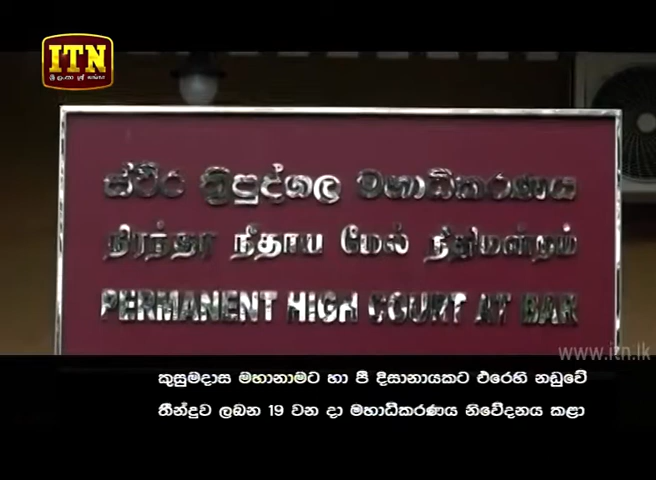 ITN
ස්ථිර ත්‍රිපුද්ගල මහාධිකරණය
நிரந்தர நீதாய மேல் நீதிமன்றம்
PERMANENT HIGH COURT AT BAR
www.itn.lk
කුසුමදාස මහානාමට හා පී දිසානායකට එරෙහි නඩුවේ
තීන්දුව ලබන 19 වන දා මහාධිකරණය නිවේදනය කළා